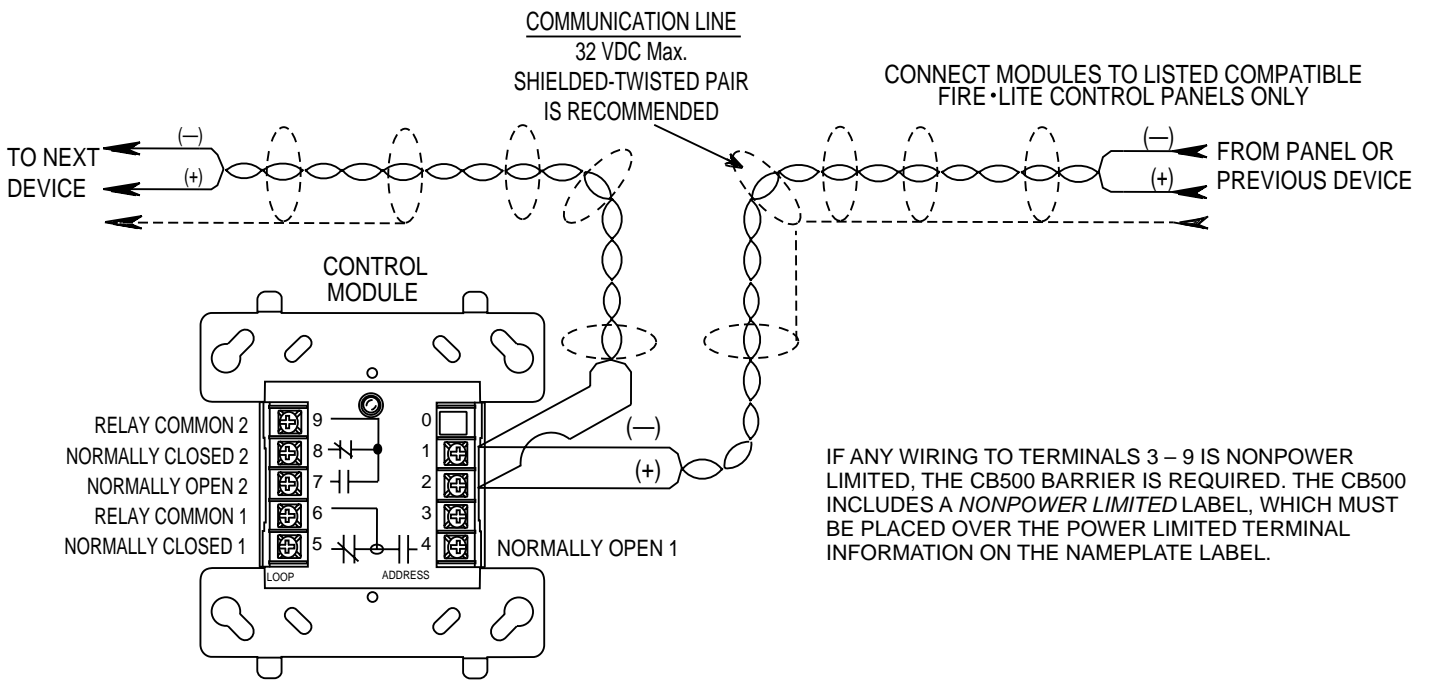 COMMUNICATION LINE
32 VDC Max.
SHIELDED-TWISTED PAIR
IS RECOMMENDED
CONNECT MODULES TO LISTED COMPATIBLE
FIRE•LITE CONTROL PANELS ONLY
TO NEXT
DEVICE
(—)
(+)
(—)
(+)
FROM PANEL OR
PREVIOUS DEVICE
CONTROL
MODULE
RELAY COMMON 2
NORMALLY CLOSED 2
NORMALLY OPEN 2
RELAY COMMON 1
NORMALLY CLOSED 1
9
8
7
6
5
0
1
2
3
4
LOOP
ADDRESS
NORMALLY OPEN 1
(—)
(+)
IF ANY WIRING TO TERMINALS 3 – 9 IS NONPOWER
LIMITED, THE CB500 BARRIER IS REQUIRED. THE CB500
INCLUDES A NONPOWER LIMITED LABEL, WHICH MUST
BE PLACED OVER THE POWER LIMITED TERMINAL
INFORMATION ON THE NAMEPLATE LABEL.